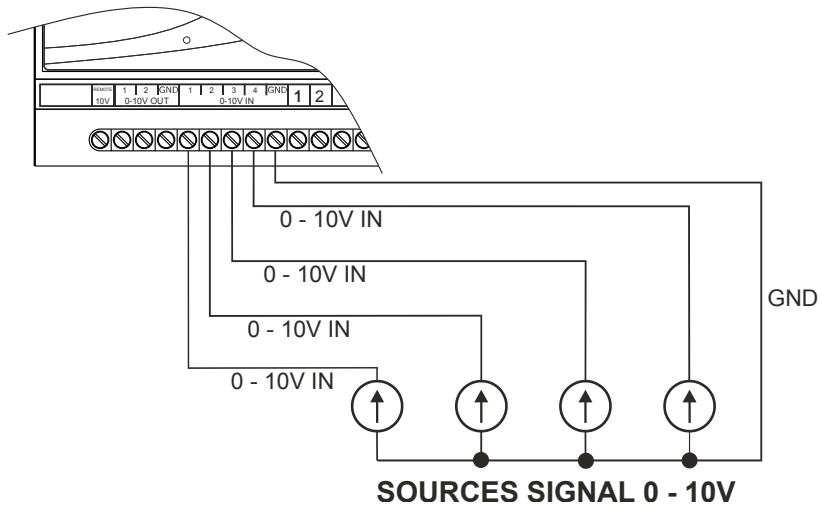 REMOTE 1 2 GND 1 2 3 4 GND 1 2
10V 0-10V OUT 0-10V IN
0 - 10V IN
0 - 10V IN
GND
0 - 10V IN
0 - 10V IN
SOURCES SIGNAL 0 - 10V